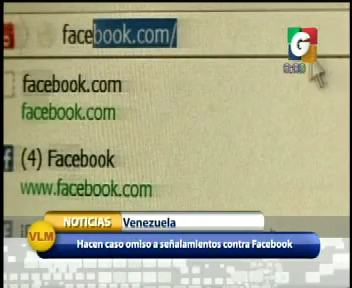 facebook.com/
G
facebook.com
facebook.com
(4) Facebook
www.facebook.com
NOTICIAS Venezuela
VLM
Hacen caso omiso a señalamientos contra Facebook